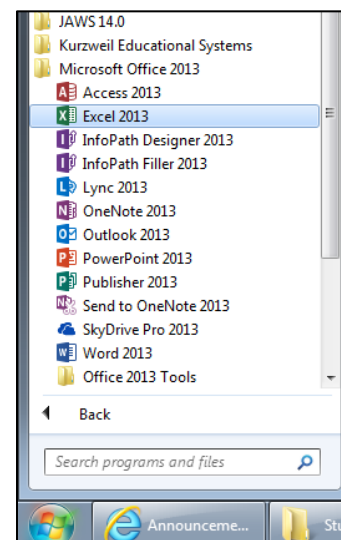 JAWS 14.0
Kurzweil Educational Systems
Microsoft Office 2013
Access 2013
Excel 2013
InfoPath Designer 2013
InfoPath Filler 2013
Lync 2013
OneNote 2013
Outlook 2013
PowerPoint 2013
Publisher 2013
Send to OneNote 2013
SkyDrive Pro 2013
Word 2013
Office 2013 Tools
Back
Search programs and files
Announceme... Stu